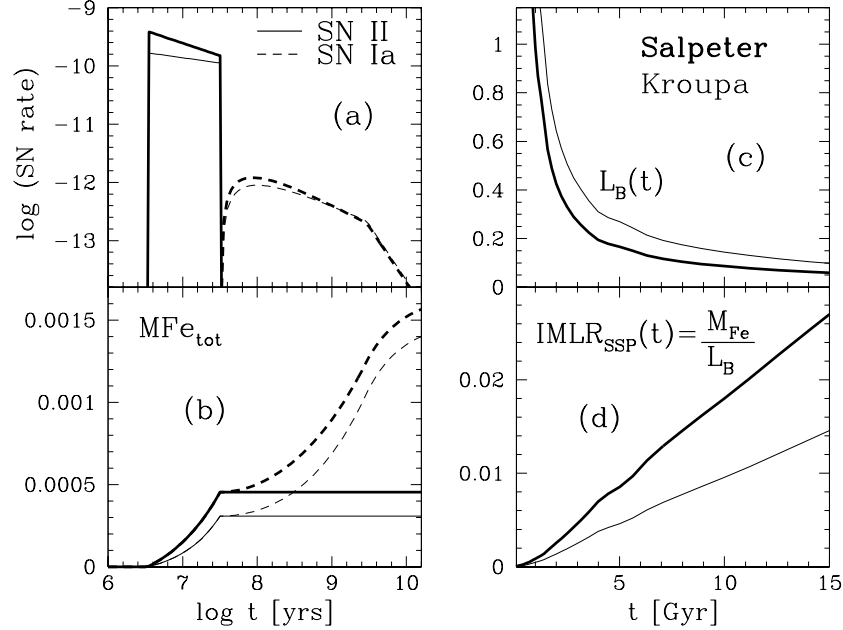 -9
-10
-11
-12
-13
log (SN rate)
SN II
SN Ia
(a)
1
0.8
0.6
0.4
0.2
0
Salpeter
Kroupa
(c)
L_B(t)
0.0015
0.001
0.0005
0
MFe_tot
(b)
6 7 8 9 10
log t [yrs]
0.02
0.01
0
IMLR_SSP(t)=M_Fe/L_B
(d)
5 10 15
t [Gyr]